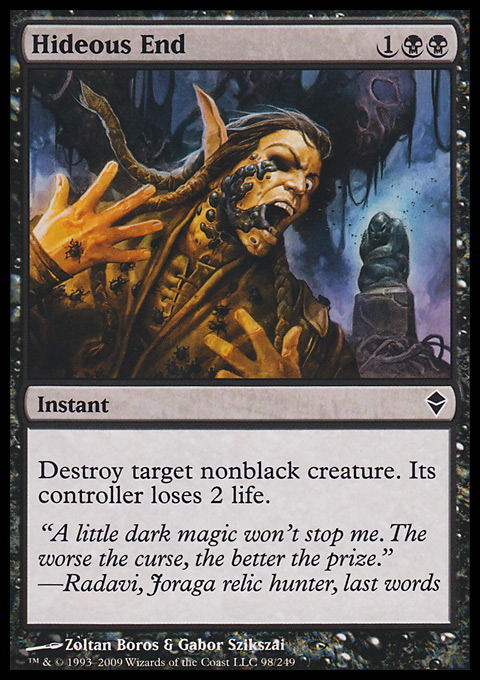 Hideous End 1
Instant
Destroy target nonblack creature. Its
controller loses 2 life.
“A little dark magic won’t stop me. The
worse the curse, the better the prize.”
—Radavi, Joraga relic hunter, last words
Zoltan Boros & Gabor Szikszai
™ & © 1993–2009 Wizards of the Coast LLC 98/249